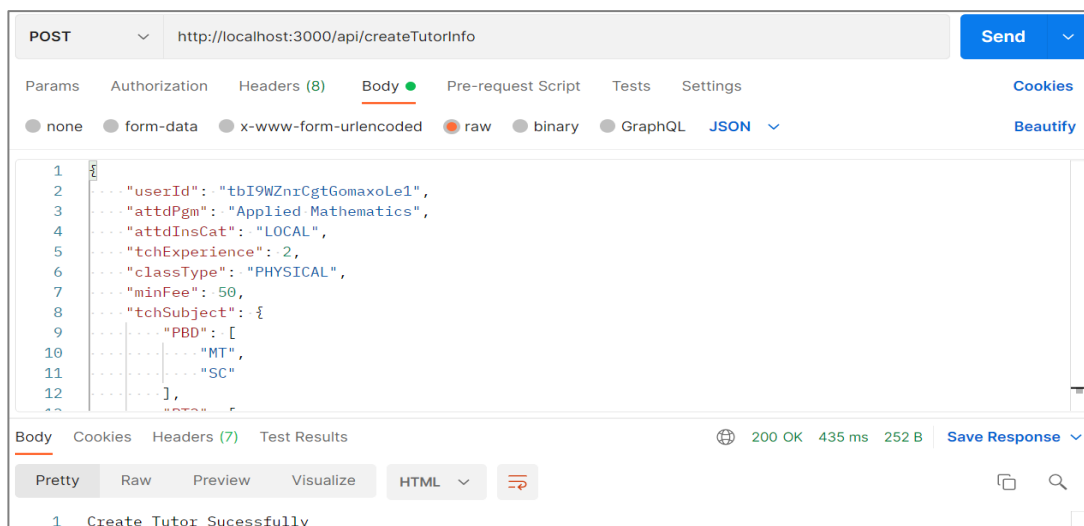 POST http://localhost:3000/api/createTutorInfo Send
Params Authorization Headers (8) Body Pre-request Script Tests Settings Cookies
none form-data x-www-form-urlencoded raw binary GraphQL JSON Beautify
1 {
2 "userId": "tbI9WZnrCgtGomaxoLe1",
3 "attdPgm": "Applied Mathematics",
4 "attdInsCat": "LOCAL",
5 "tchExperience": 2,
6 "classType": "PHYSICAL",
7 "minFee": 50,
8 "tchSubject": {
9 "PBD": [
10 "MT",
11 "SC"
12 ],
Body Cookies Headers (7) Test Results 200 OK 435 ms 252 B Save Response
Pretty Raw Preview Visualize HTML
1 Create Tutor Sucessfully